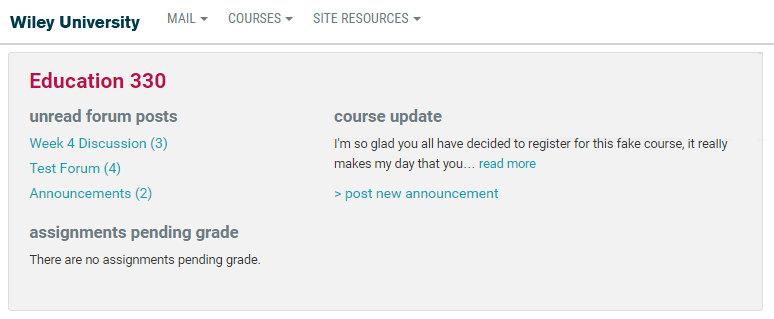 Wiley University MAIL COURSES SITE RESOURCES
Education 330
unread forum posts
Week 4 Discussion (3)
Test Forum (4)
Announcements (2)
assignments pending grade
There are no assignments pending grade.
course update
I'm so glad you all have decided to register for this fake course, it really
makes my day that you... read more
> post new announcement